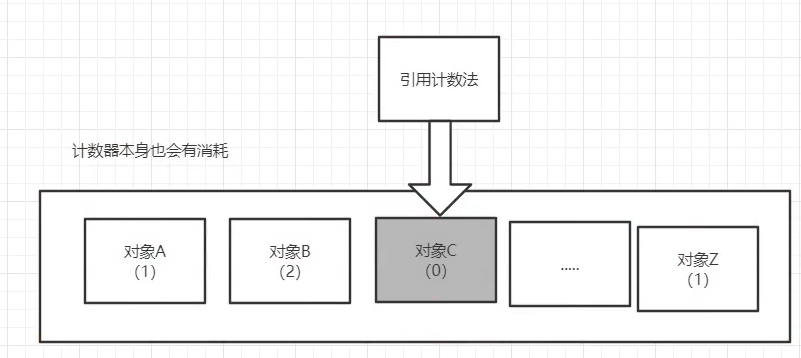 引用计数法
计数器本身也会有消耗
对象A
（1）
对象B
（2）
对象C
（0）
.....
对象Z
（1）